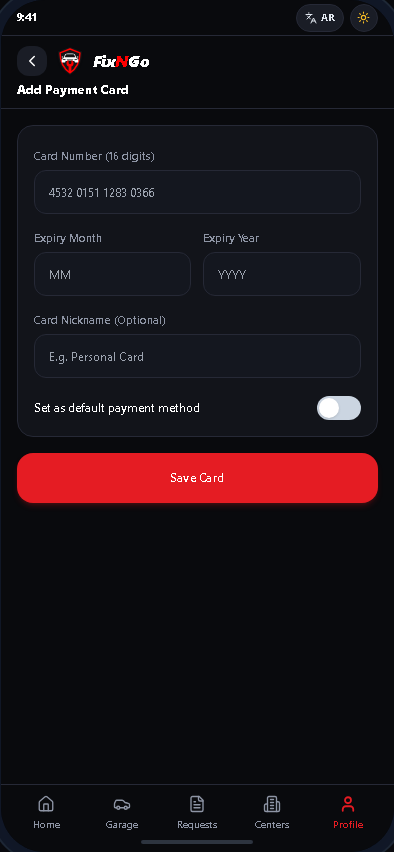 9:41
AR
FixNGo
Add Payment Card
Card Number (16 digits)
4532 0151 1283 0366
Expiry Month
Expiry Year
MM
YYYY
Card Nickname (Optional)
E.g. Personal Card
Set as default payment method
Save Card
Home
Garage
Requests
Centers
Profile